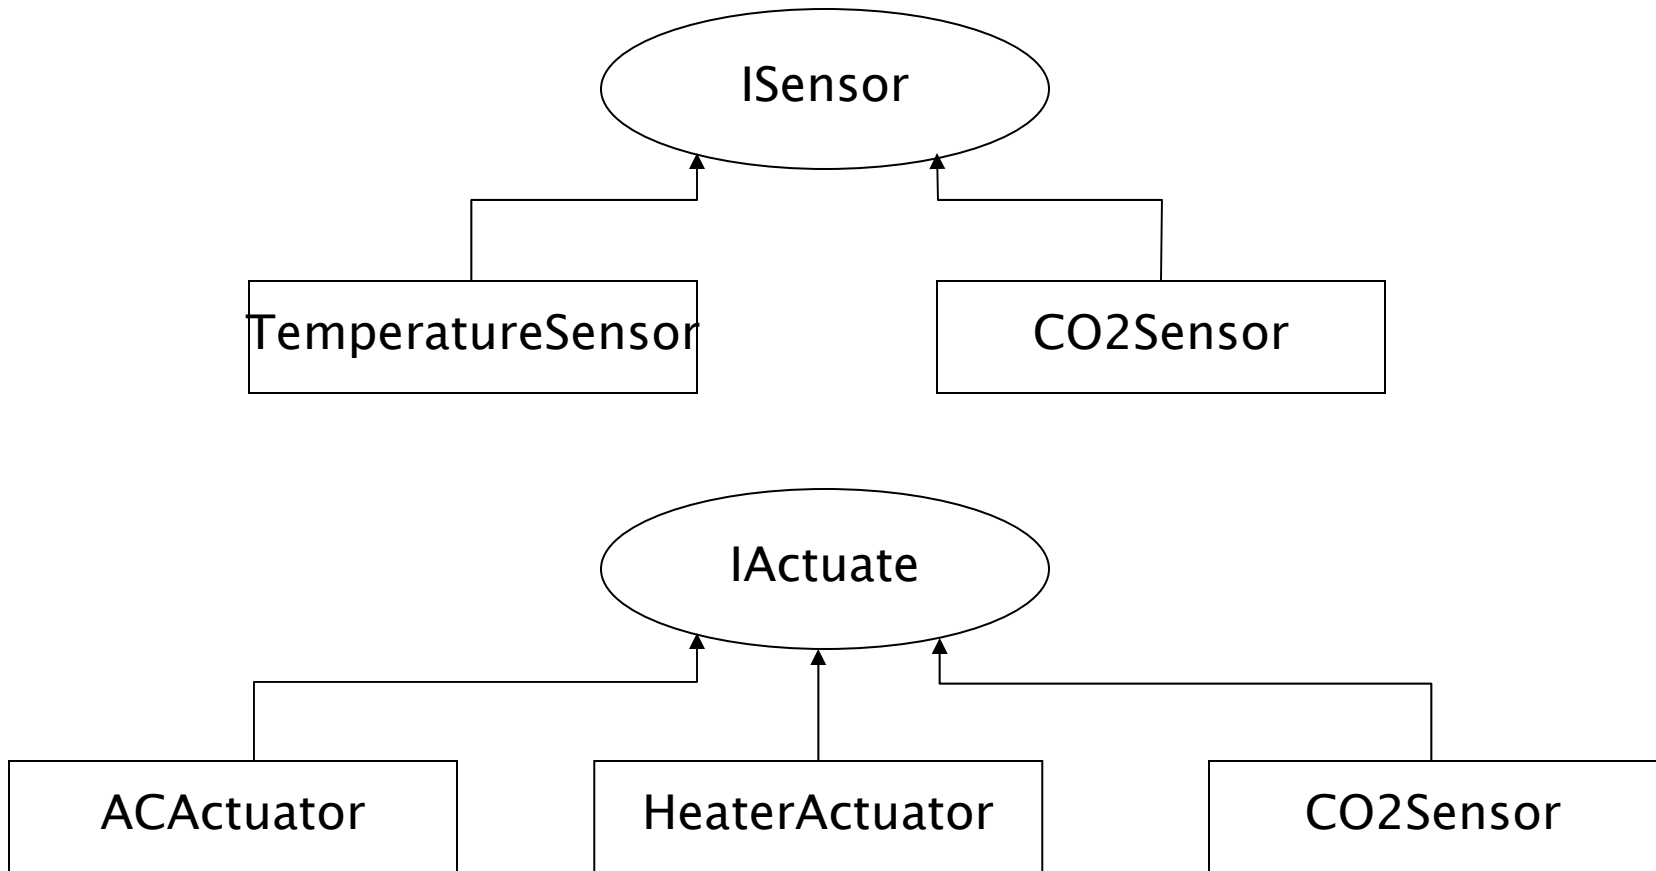 ISensor
TemperatureSensor
CO2Sensor
IActuate
ACActuator
HeaterActuator
CO2Sensor